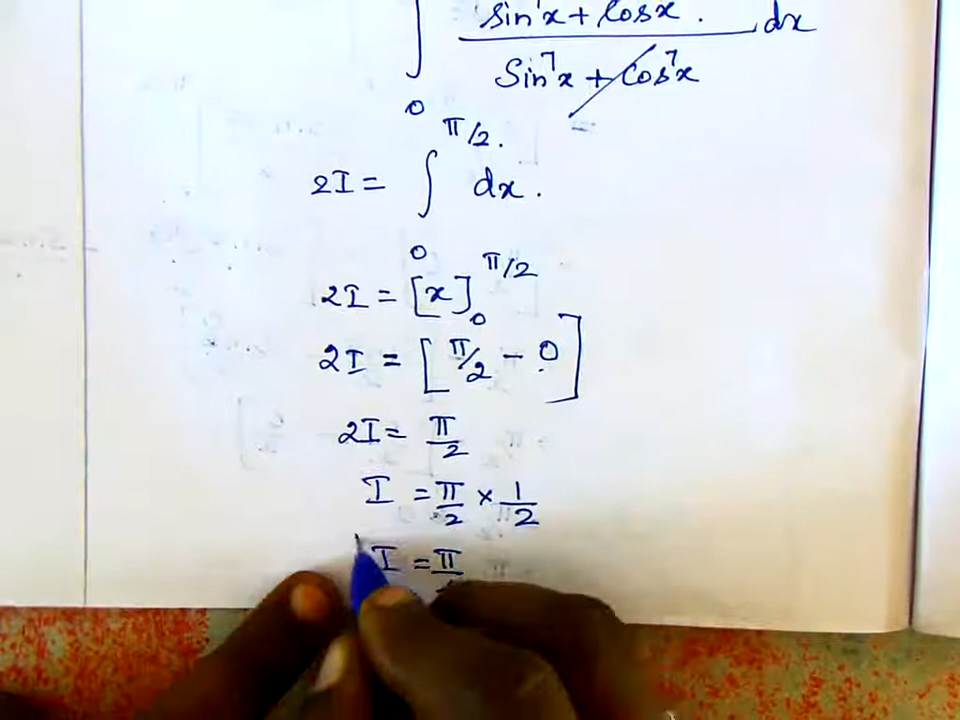 ∫₀ sin⁷x + cos⁷x / sin⁷x + cos⁷x dx
2I = ∫₀^π/2 dx.
2I = [x]₀^π/2
2I = [π/2 - 0]
2I = π/2
I = π/2 × 1/2
I = π